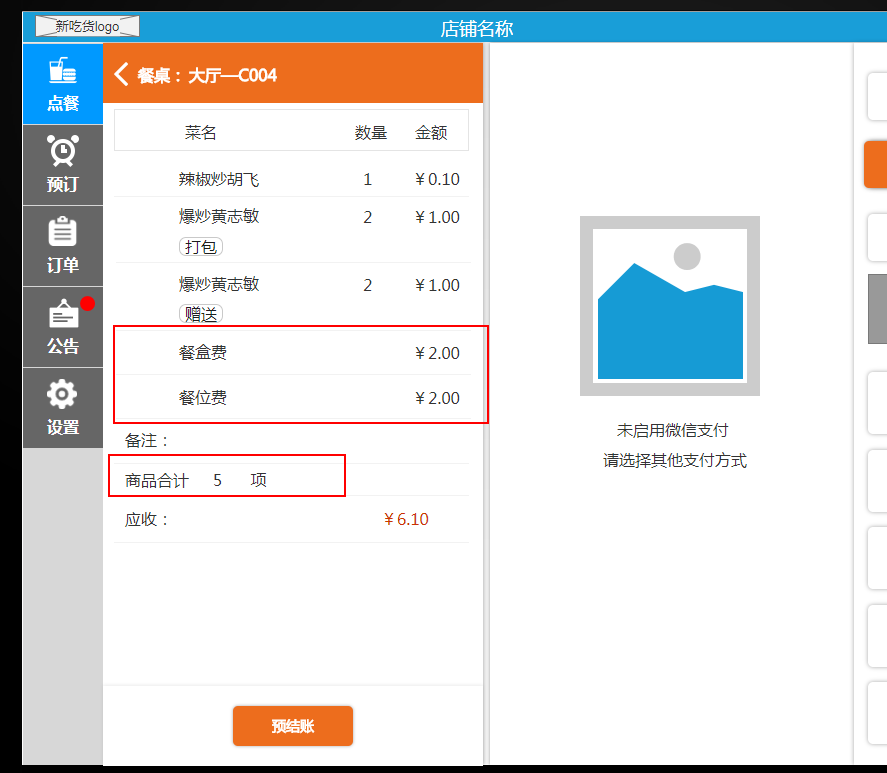 新吃货logo
店铺名称
点餐
预订
订单
公告
设置
餐桌：大厅—C004
菜名 数量 金额
辣椒炒胡飞 1 ¥0.10
爆炒黄志敏 2 ¥1.00
打包
爆炒黄志敏 2 ¥1.00
赠送
餐盒费 ¥2.00
餐位费 ¥2.00
备注：
商品合计 5 项
应收： ¥6.10
预结账
未启用微信支付
请选择其他支付方式